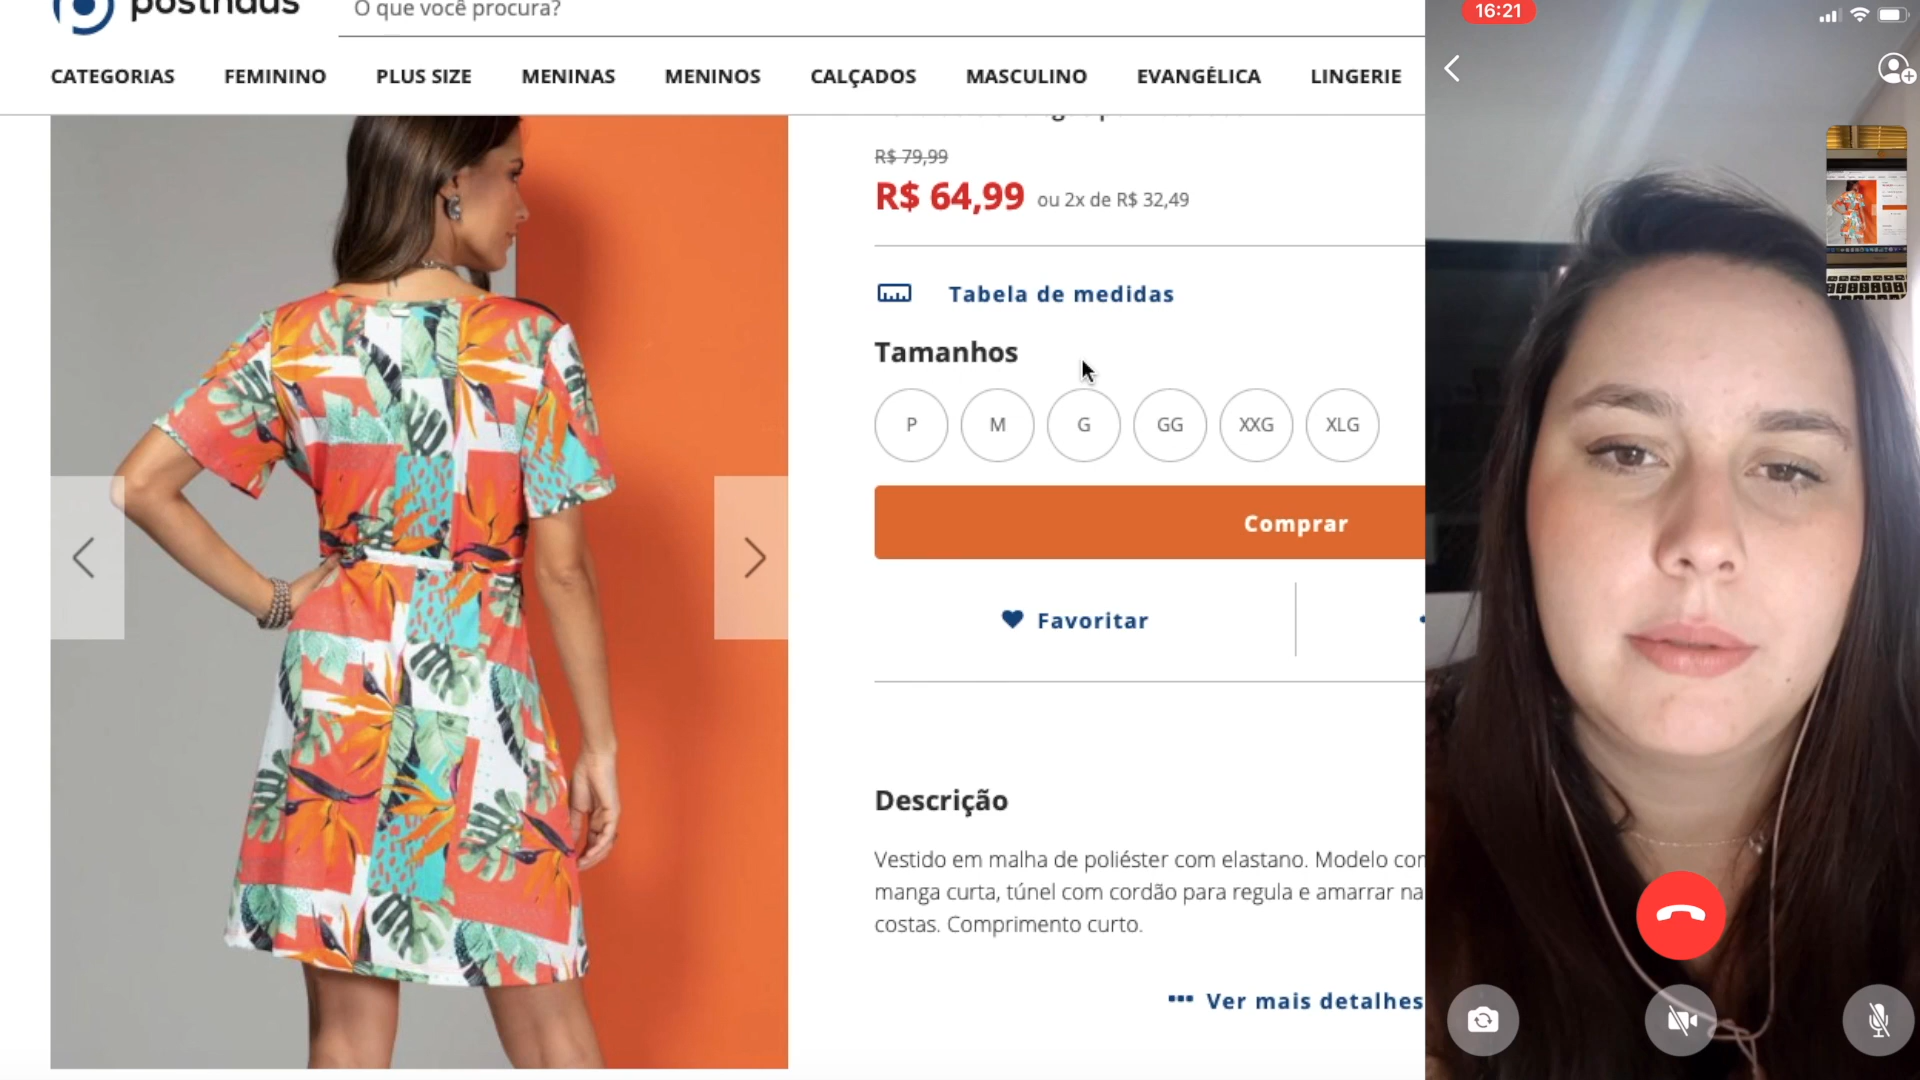 posthaus
O que você procura?
CATEGORIAS FEMININO PLUS SIZE MENINAS MENINOS CALÇADOS MASCULINO EVANGÉLICA LINGERIE
R$ 79,99
R$ 64,99 ou 2x de R$ 32,49
Tabela de medidas
Tamanhos
P M G GG XXG XLG
Comprar
Favoritar
Descrição
Vestido em malha de poliéster com elastano. Modelo com
manga curta, túnel com cordão para regula e amarrar na
costas. Comprimento curto.
Ver mais detalhes
16:21